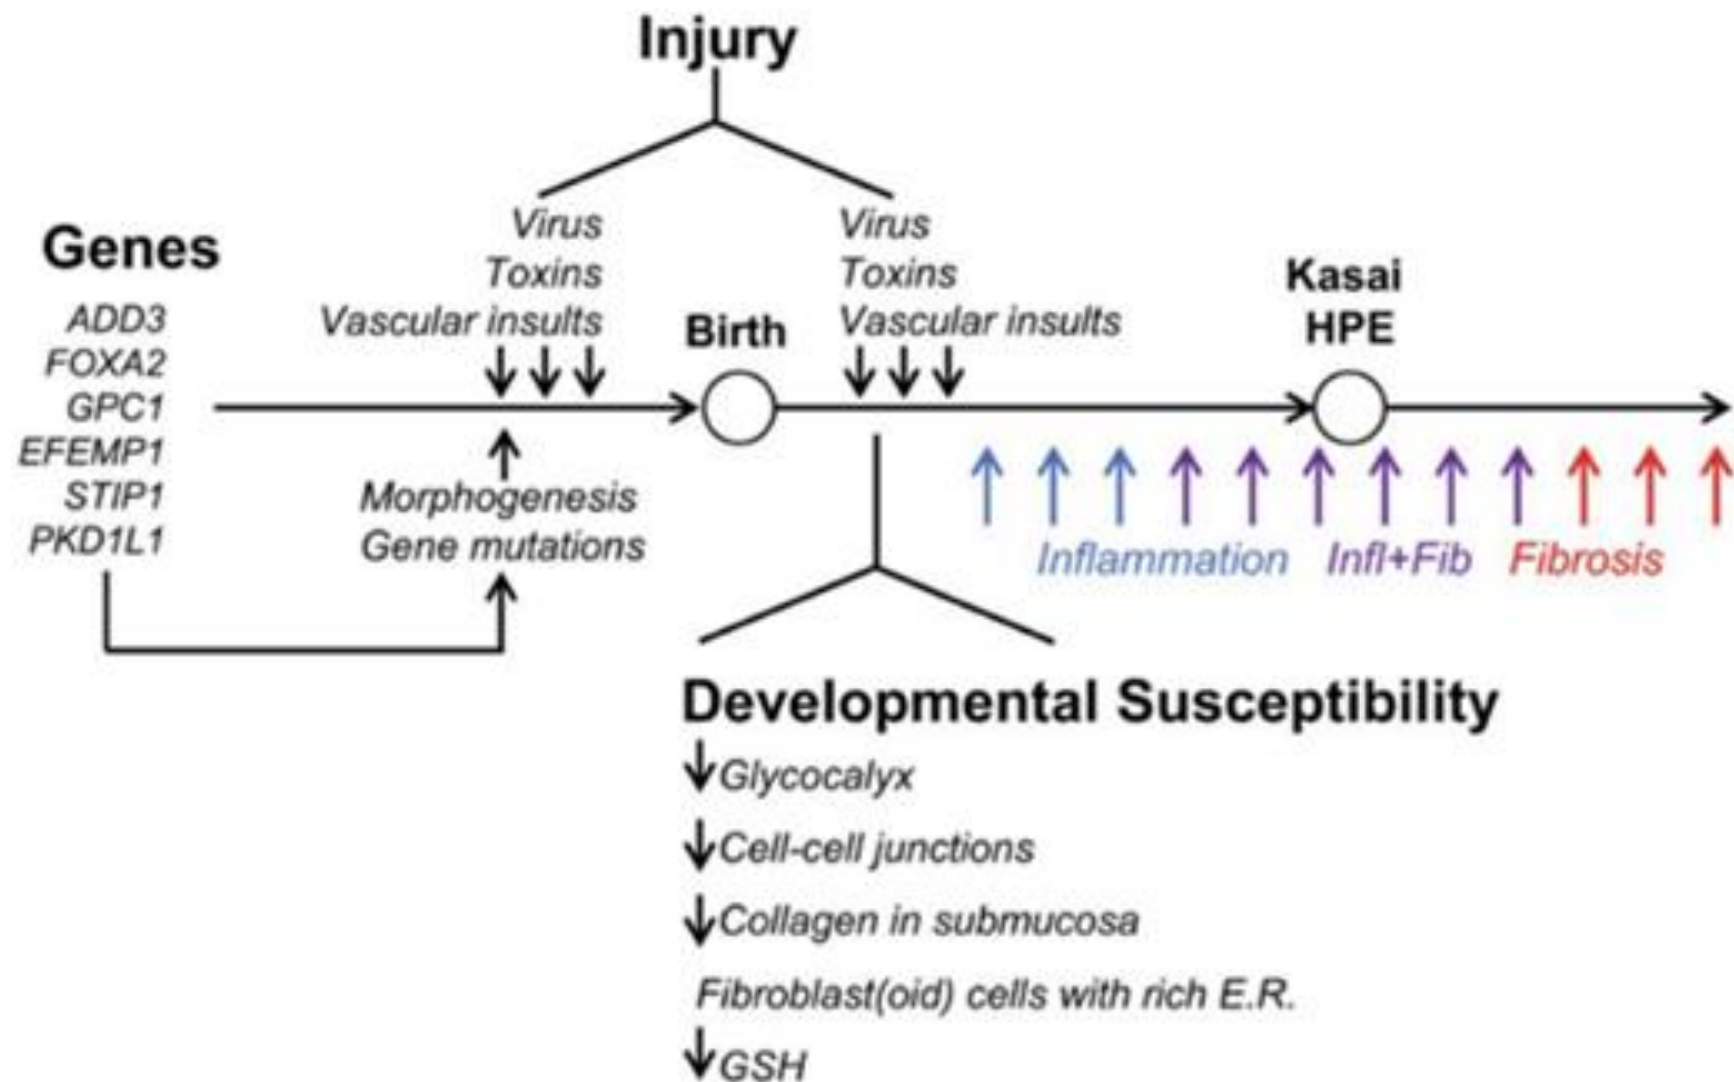 Injury
Virus
Toxins
Vascular insults
Virus
Toxins
Vascular insults
Genes
ADD3
FOXA2
GPC1
EFEMP1
STIP1
PKD1L1
Birth
Kasai
HPE
Morphogenesis
Gene mutations
Inflammation
Infl+Fib
Fibrosis
Developmental Susceptibility
↓Glycocalyx
↓Cell-cell junctions
↓Collagen in submucosa
Fibroblast(oid) cells with rich E.R.
↓GSH